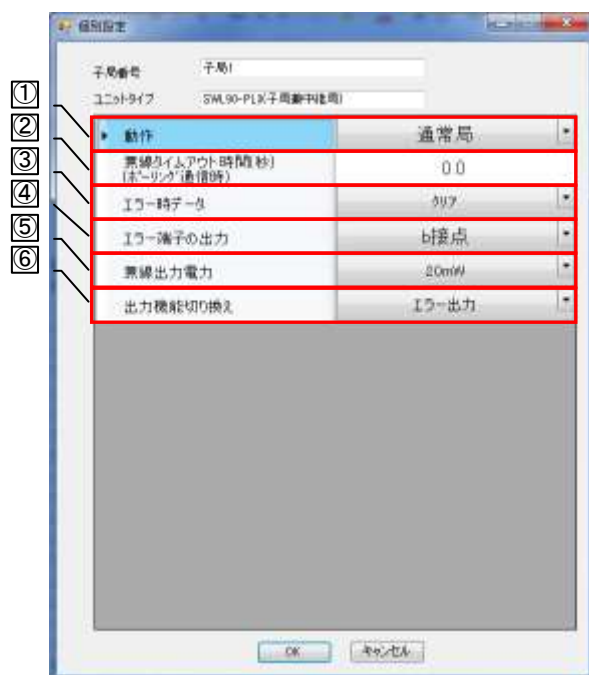 個別設定
子局番号 子局1
ユニットタイプ SWL90-PLX(子局兼中継局)
① 動作 通常局
② 無線タイムアウト時間(秒)
(ポーリング通信時) 0.0
③ エラー時データ クリア
④ エラー端子の出力 b接点
⑤ 無線出力電力 20mW
⑥ 出力機能切り換え エラー出力
OK キャンセル